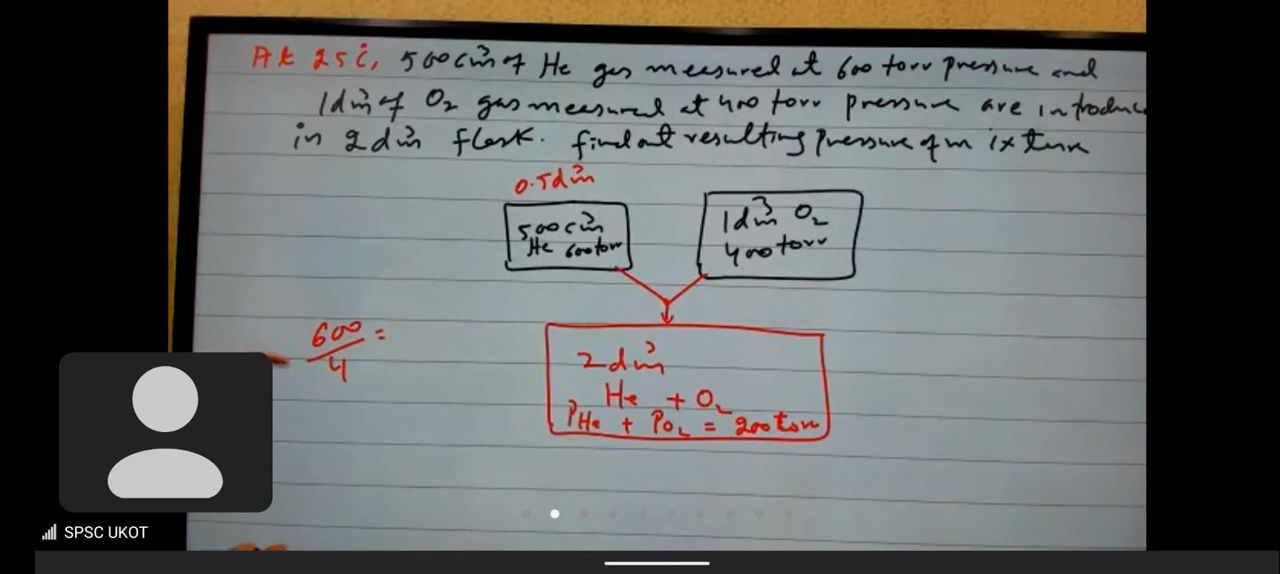 At 25°C, 500cm³ of He gas measured at 600 torr pressure and
1dm³ of O₂ gas measured at 400 torr pressure are introduce
in 2dm³ flask. find out resulting pressure of mixture
0.5dm³
500cm³
He 600torr
1dm³ O₂
400torr
600/4 =
2dm³
He + O₂
PHe + PO₂ = 200torr
SPSC UKOT